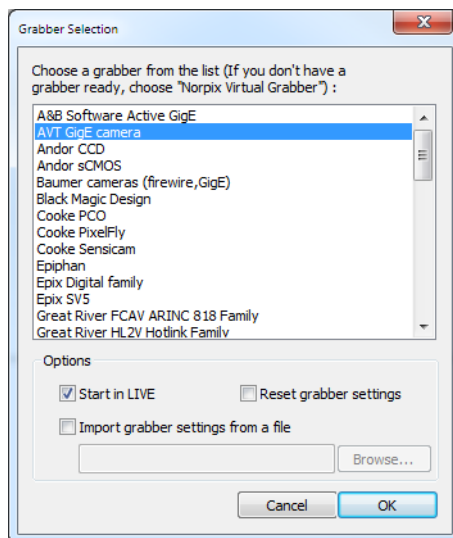 Grabber Selection
Choose a grabber from the list (If you don't have a
grabber ready, choose "Norpix Virtual Grabber") :
A&B Software Active GigE
AVT GigE camera
Andor CCD
Andor sCMOS
Baumer cameras (firewire,GigE)
Black Magic Design
Cooke PCO
Cooke PixelFly
Cooke Sensicam
Epiphan
Epix Digital family
Epix SV5
Great River FCAV ARINC 818 Family
Great River HL2V Hotlink Family
Options
Start in LIVE
Reset grabber settings
Import grabber settings from a file
Browse...
Cancel
OK